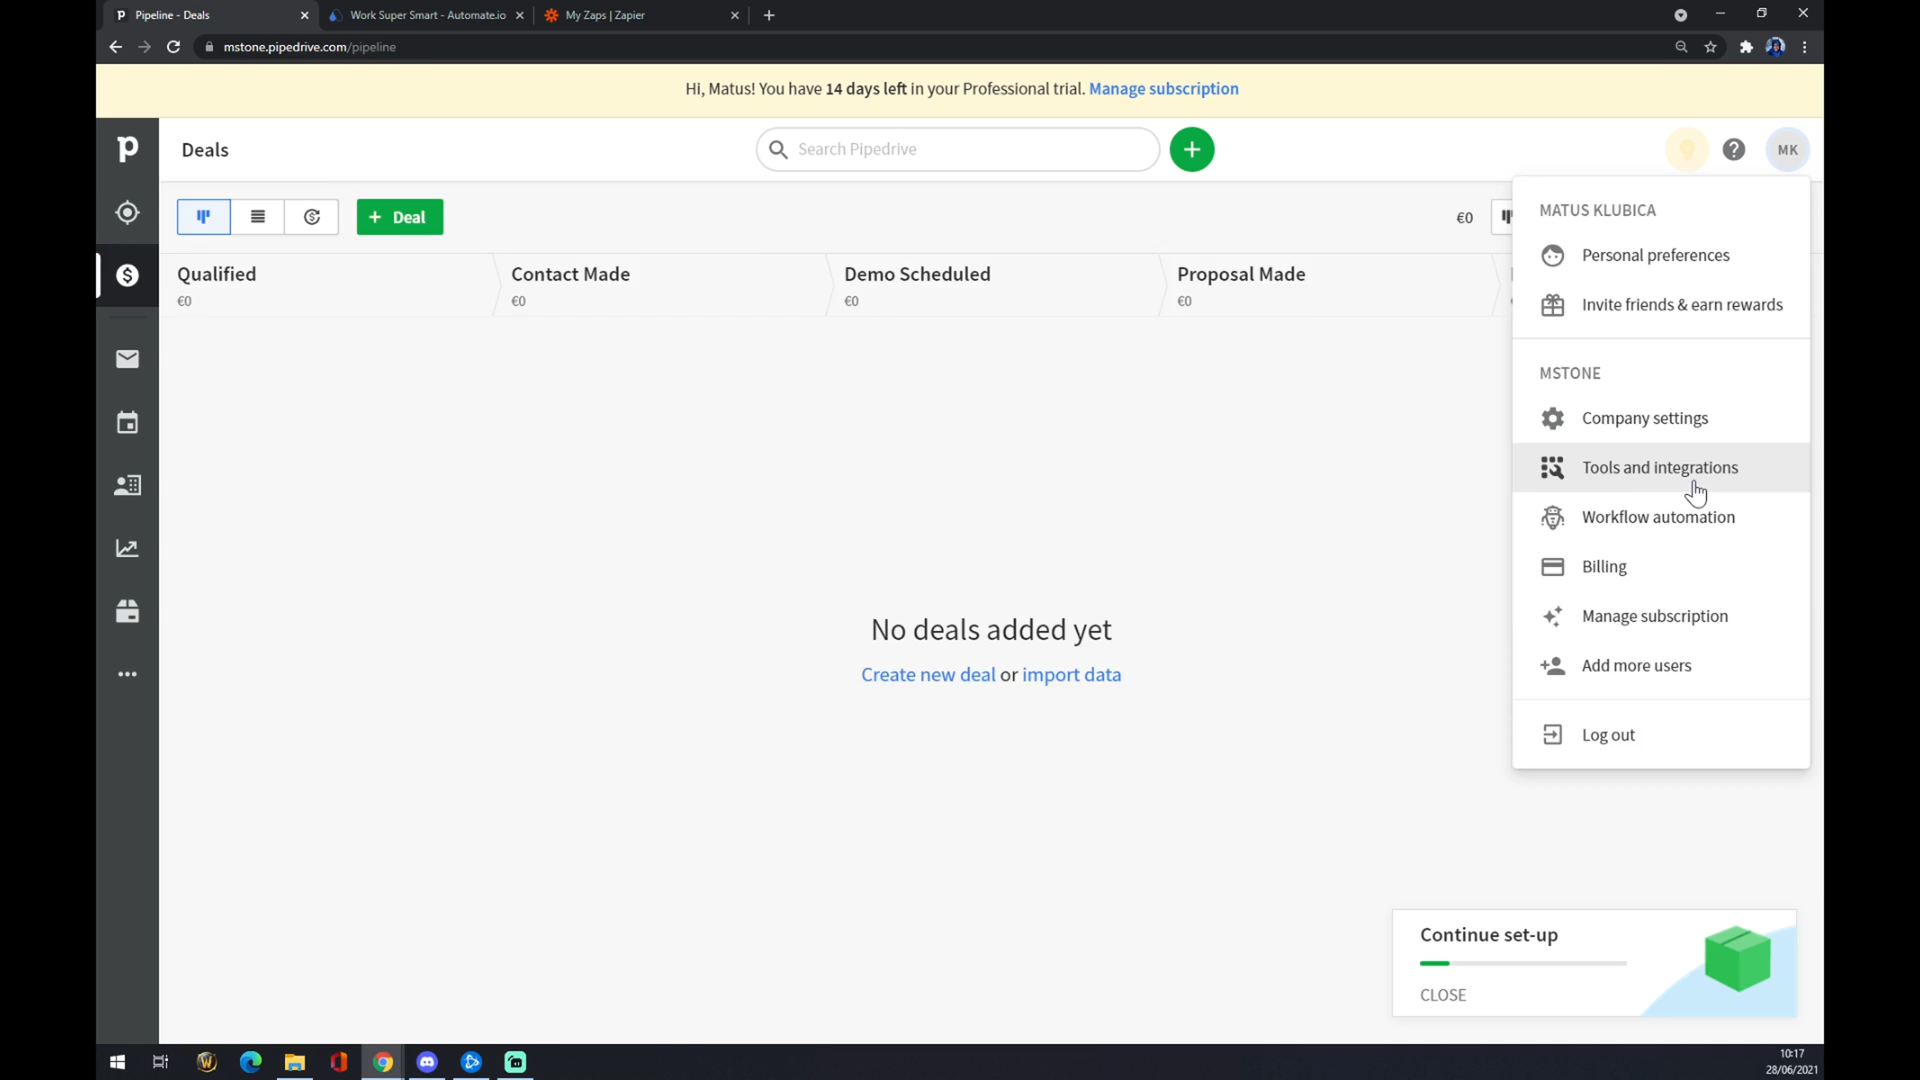 Pipeline - Deals
Work Super Smart - Automate.io
My Zaps | Zapier
mstone.pipedrive.com/pipeline
Hi, Matus! You have 14 days left in your Professional trial. Manage subscription
Deals
Search Pipedrive
MK
+ Deal
€0
Qualified
€0
Contact Made
€0
Demo Scheduled
€0
Proposal Made
€0
MATUS KLUBICA
Personal preferences
Invite friends & earn rewards
MSTONE
Company settings
Tools and integrations
Workflow automation
Billing
Manage subscription
Add more users
Log out
No deals added yet
Create new deal or import data
Continue set-up
CLOSE
10:17
28/06/2021